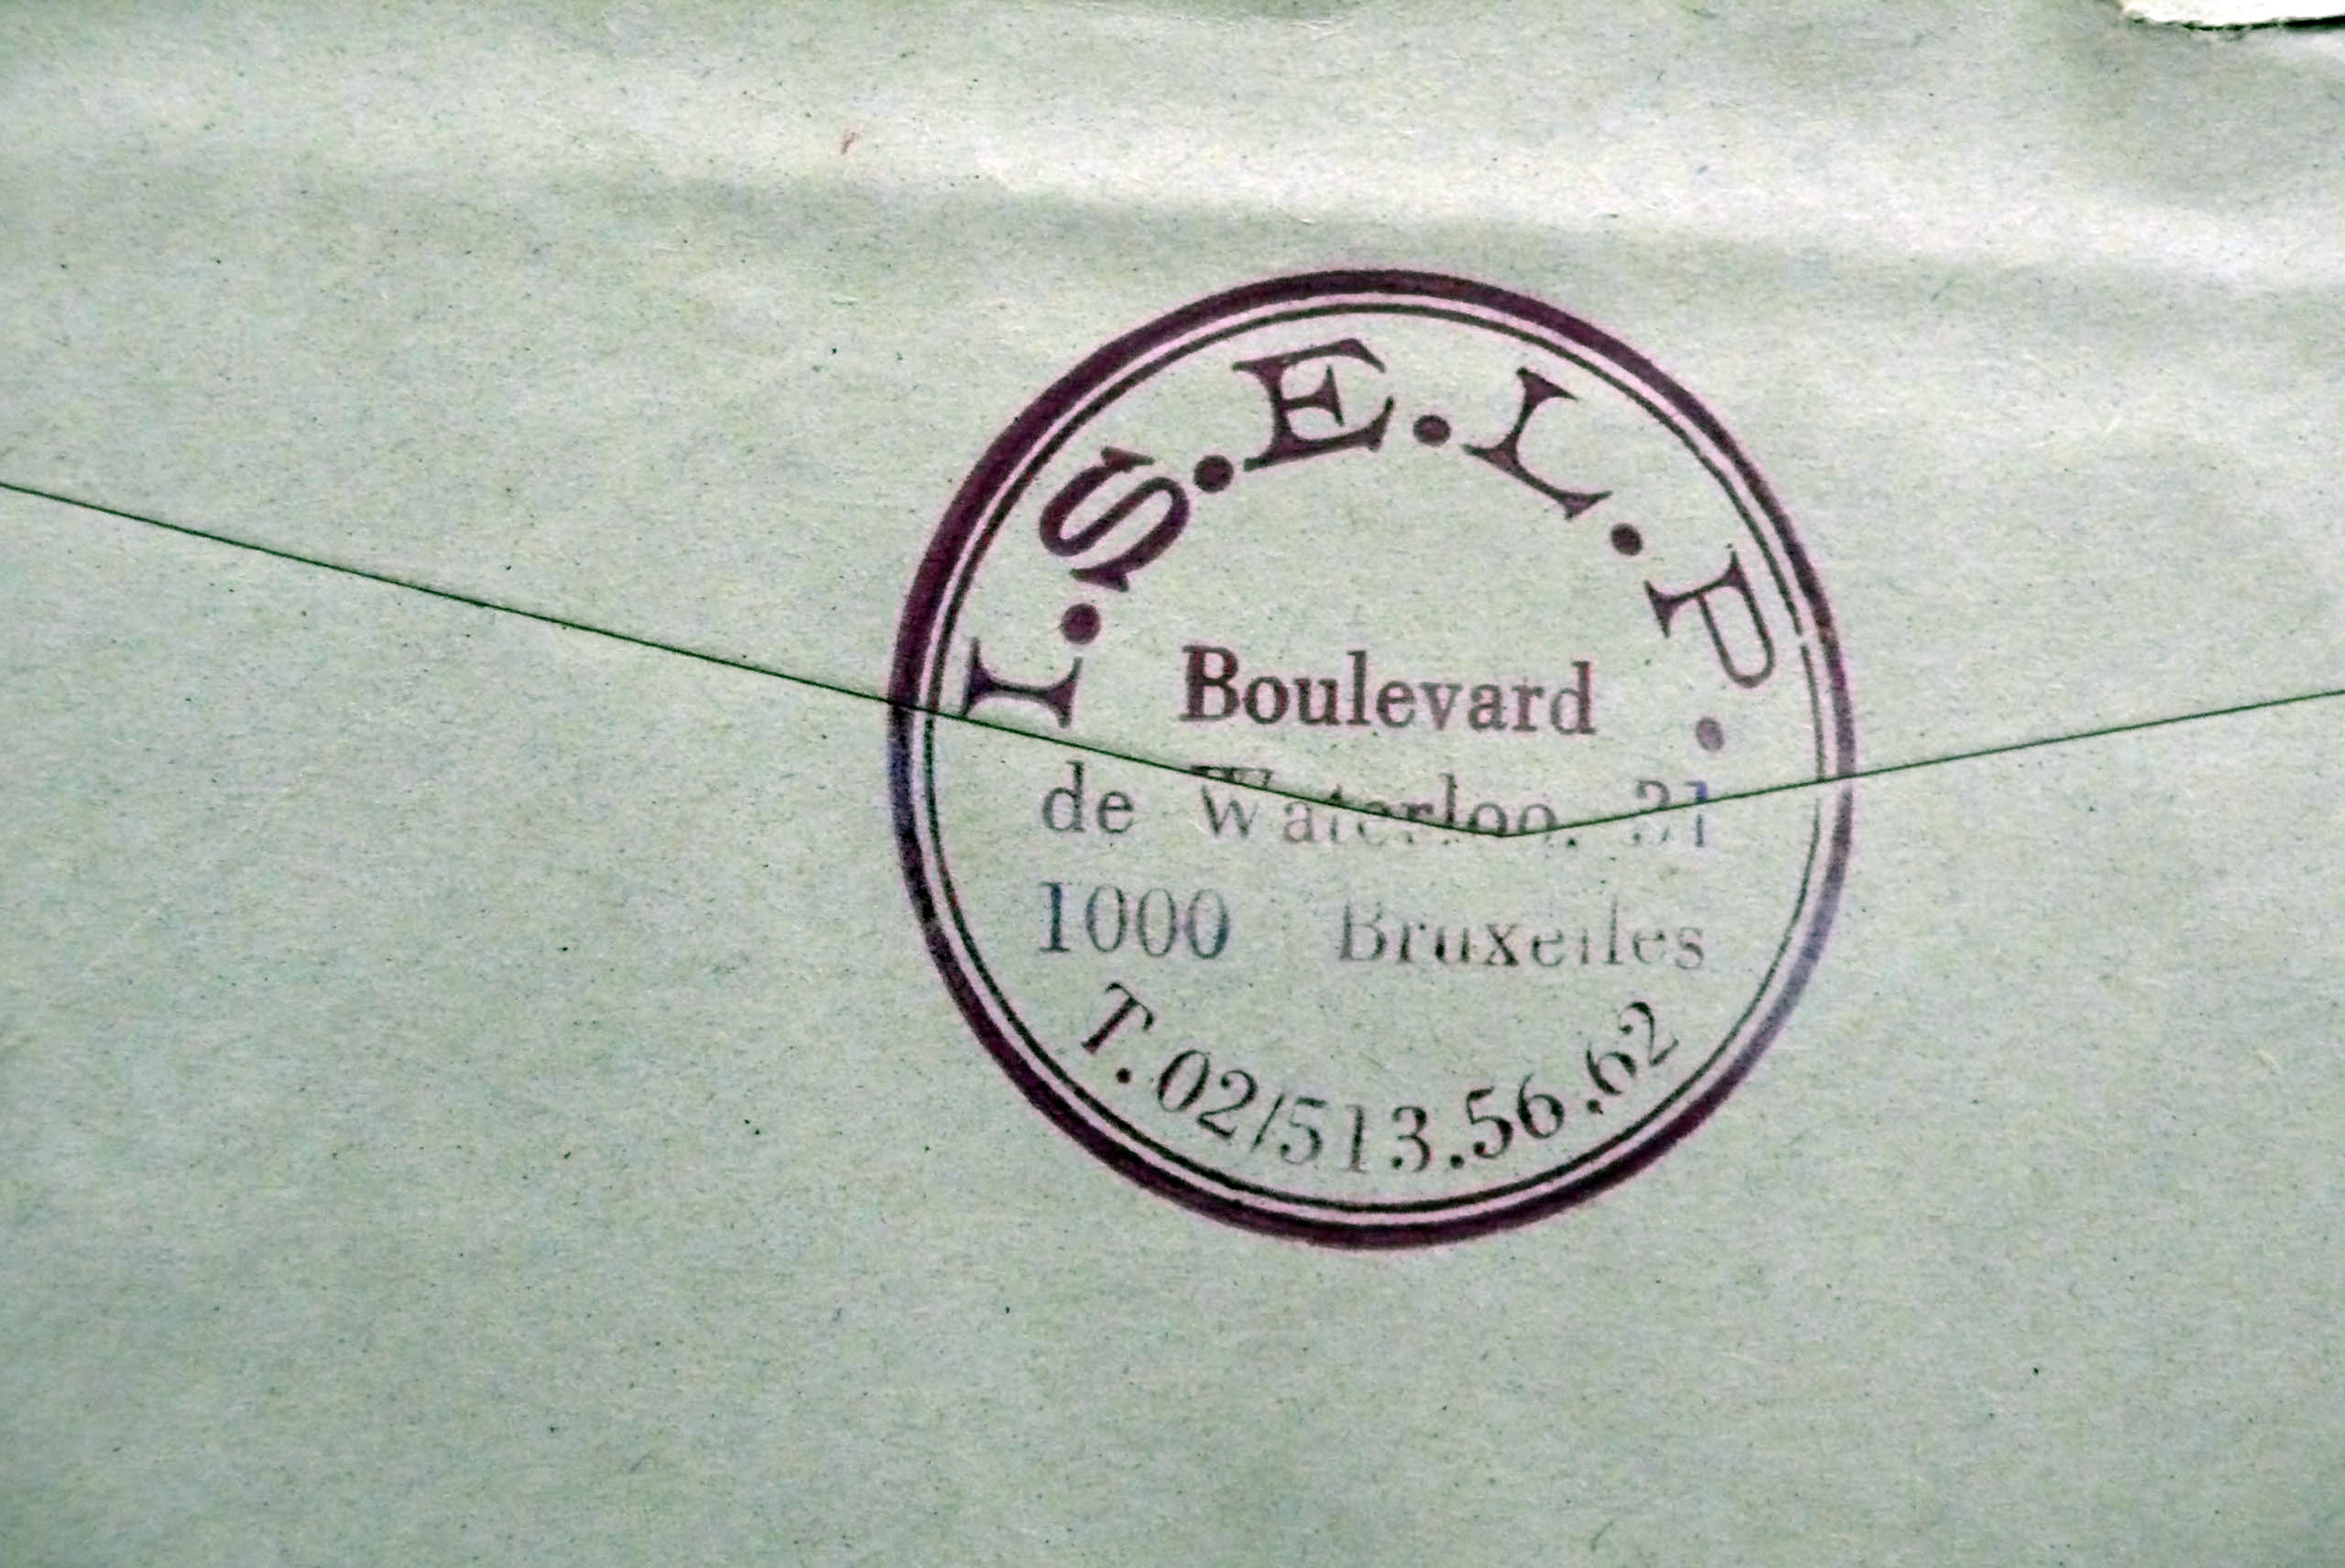 I.S.E.L.P.
Boulevard
de Waterloo, 31
1000 Bruxelles
T. 02/513.56.62